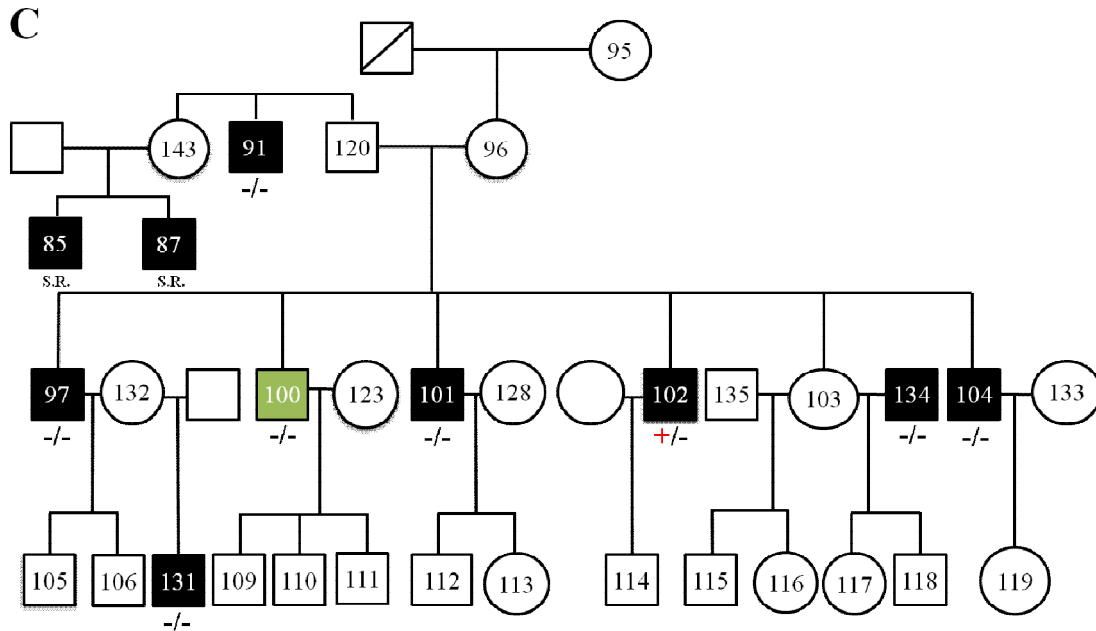 C
95
143 91 120 96
-/-
85 87
S.R. S.R.
97 132 100 123 101 128 102 135 103 134 104 133
-/- -/- -/- +/- -/- -/-
105 106 131 109 110 111 112 113 114 115 116 117 118 119
-/-